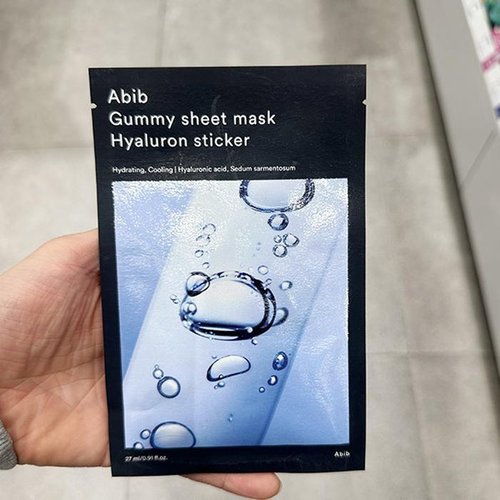 Abib
Gummy sheet mask
Hyaluron sticker
Hydrating, Cooling | Hyaluronic acid, Sedum sarmentosum
27 ml/0.91 fl.oz.
Abib